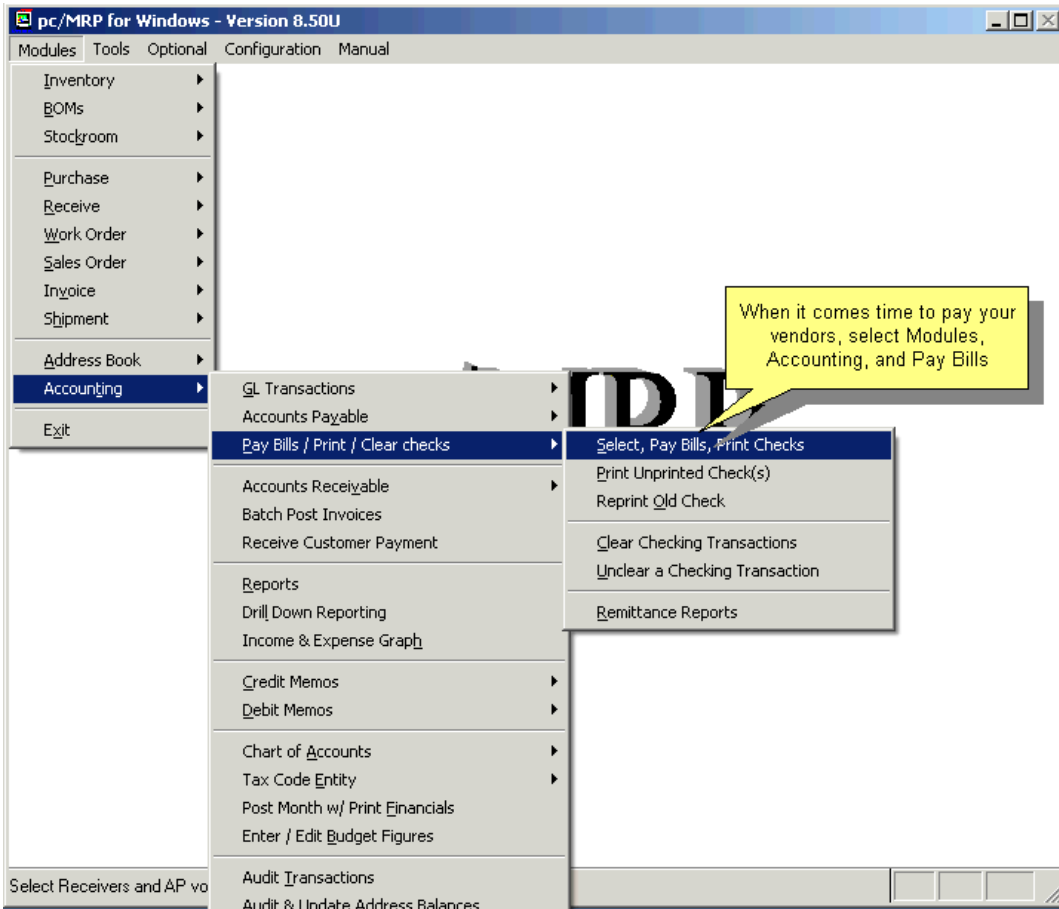 pc/MRP for Windows - Version 8.50U
Modules Tools Optional Configuration Manual
Inventory
BOMs
Stockroom
Purchase
Receive
Work Order
Sales Order
Invoice
Shipment
Address Book
Accounting
Exit
GL Transactions
Accounts Payable
Pay Bills / Print / Clear checks
Accounts Receivable
Batch Post Invoices
Receive Customer Payment
Reports
Drill Down Reporting
Income & Expense Graph
Credit Memos
Debit Memos
Chart of Accounts
Tax Code Entity
Post Month w/ Print Financials
Enter / Edit Budget Figures
Audit Transactions
Audit & Update Address Balances
Select, Pay Bills, Print Checks
Print Unprinted Check(s)
Reprint Old Check
Clear Checking Transactions
Unclear a Checking Transaction
Remittance Reports
When it comes time to pay your
vendors, select Modules,
Accounting, and Pay Bills
Select Receivers and AP vo